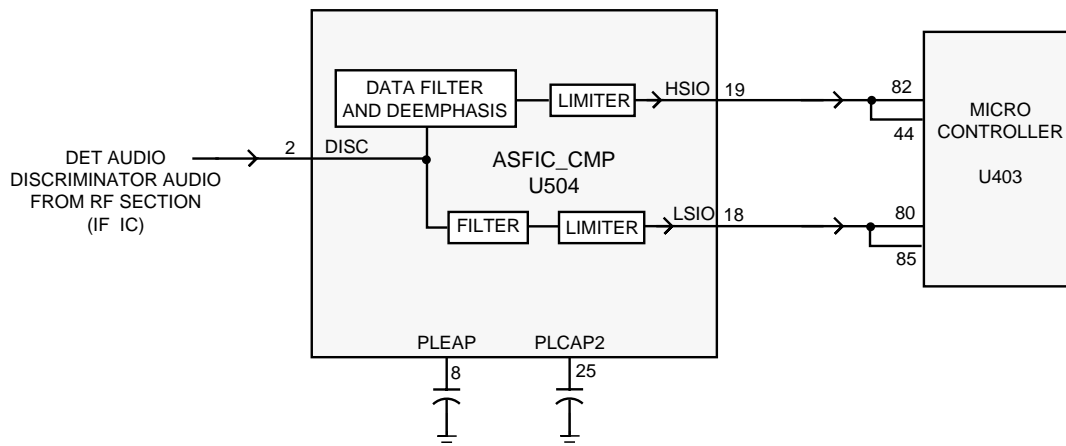 DATA FILTER
AND DEEMPHASIS
LIMITER
HSIO
19
82
44
MICRO
CONTROLLER
U403
2
DISC
DET AUDIO
DISCRIMINATOR AUDIO
FROM RF SECTION
(IF IC)
ASFIC_CMP
U504
FILTER
LIMITER
LSIO
18
80
85
PLEAP
PLCAP2
8
25